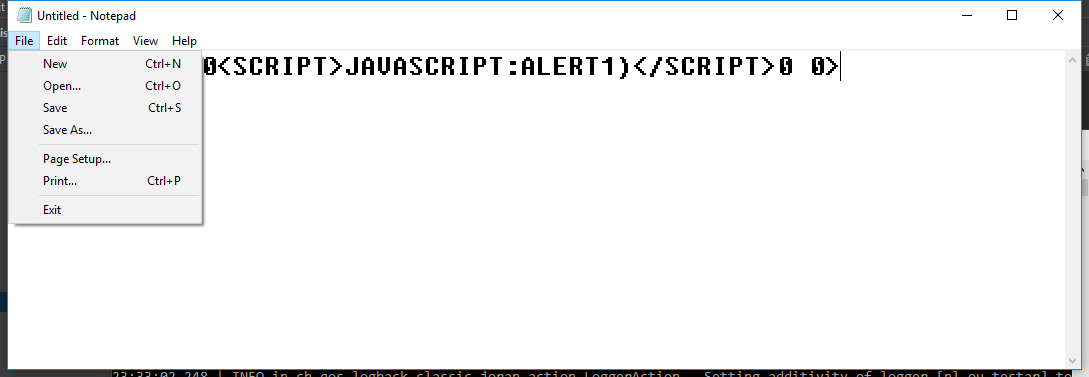 Untitled - Notepad
File Edit Format View Help
New Ctrl+N
Open... Ctrl+O
Save Ctrl+S
Save As...
Page Setup...
Print... Ctrl+P
Exit
0<SCRIPT>JAVASCRIPT:ALERT1)</SCRIPT>0 0>
23:33:02.248 | INFO in ch.qos.logback.classic.joran.action.LoggerAction - Setting additivity of logger [nl.ou.testar] to